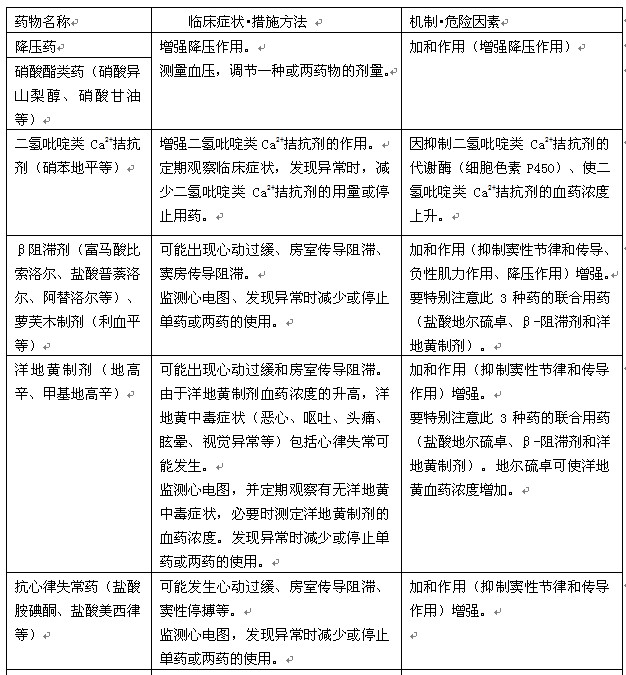 药物名称
临床症状·措施方法
机制·危险因素
降压药
硝酸酯类药（硝酸异
山梨醇、硝酸甘油
等）
增强降压作用。
测量血压，调节一种或两药物的剂量。
加和作用（增强降压作用）
二氢吡啶类 Ca²⁺拮抗
剂（硝苯地平等）
增强二氢吡啶类 Ca²⁺拮抗剂的作用。
定期观察临床症状，发现异常时，减
少二氢吡啶类 Ca²⁺拮抗剂的用量或停
止用药。
因抑制二氢吡啶类 Ca²⁺拮抗剂的
代谢酶（细胞色素 P450）、使二
氢吡啶类 Ca²⁺拮抗剂的血药浓度
上升。
β阻滞剂（富马酸比
索洛尔、盐酸普萘洛
尔、阿替洛尔等）、
萝芙木制剂（利血平
等）
可能出现心动过缓、房室传导阻滞、
窦房传导阻滞。
监测心电图、发现异常时减少或停止
单药或两药的使用。
加和作用（抑制窦性节律和传导、
负性肌力作用、降压作用）增强。
要特别注意此 3 种药的联合用药
（盐酸地尔硫卓、β-阻滞剂和洋
地黄制剂）。
洋地黄制剂（地高
辛、甲基地高辛）
可能出现心动过缓和房室传导阻滞。
由于洋地黄制剂血药浓度的升高，洋
地黄中毒症状（恶心、呕吐、头痛、
眩晕、视觉异常等）包括心律失常可
能发生。
监测心电图，并定期观察有无洋地黄
中毒症状，必要时测定洋地黄制剂的
血药浓度。发现异常时减少或停止单
药或两药的使用。
加和作用（抑制窦性节律和传导
作用）增强。
要特别注意此 3 种药的联合用药
（盐酸地尔硫卓、β-阻滞剂和洋
地黄制剂）。地尔硫卓可使洋地
黄血药浓度增加。
抗心律失常药（盐酸
胺碘酮、盐酸美西律
等）
可能发生心动过缓、房室传导阻滞、
窦性停搏等。
监测心电图，发现异常时减少或停止
单药或两药的使用。
加和作用（抑制窦性节律和传导
作用）增强。